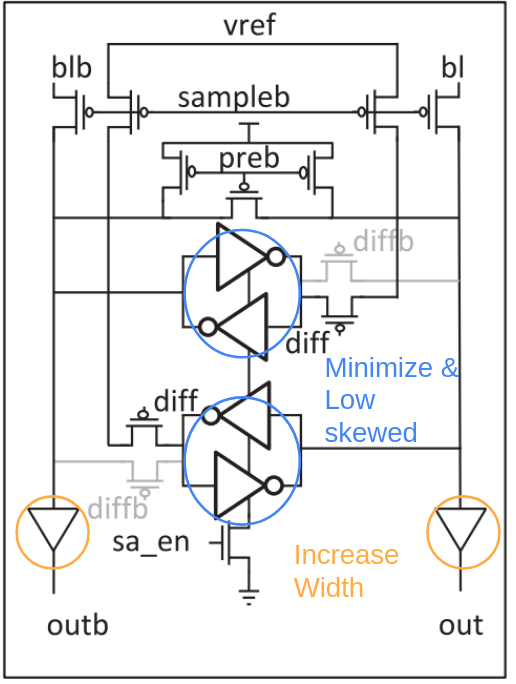 vref
blb
bl
sampleb
preb
diffb
diff
Minimize &
Low
skewed
diff
diffb
sa_en
Increase
Width
outb
out